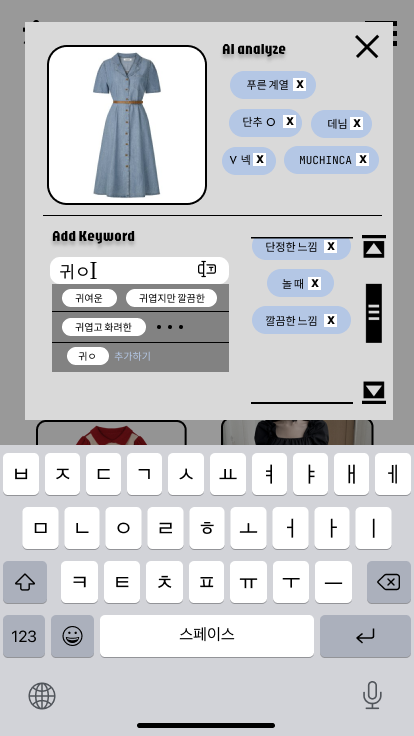 AI analyze
푸른 계열 X
단추 O X
데님 X
V 넥 X
MUCHINCA X
Add Keyword
귀ㅇ
귀여운
귀엽지만 깔끔한
귀엽고 화려한
귀ㅇ
추가하기
단정한 느낌 X
놀 때 X
깔끔한 느낌 X
ㅂ ㅈ ㄷ ㄱ ㅅ ㅛ ㅕ ㅑ ㅐ ㅔ
ㅁ ㄴ ㅇ ㄹ ㅎ ㅗ ㅓ ㅏ ㅣ
ㅋ ㅌ ㅊ ㅍ ㅠ ㅜ ㅡ
123 스페이스